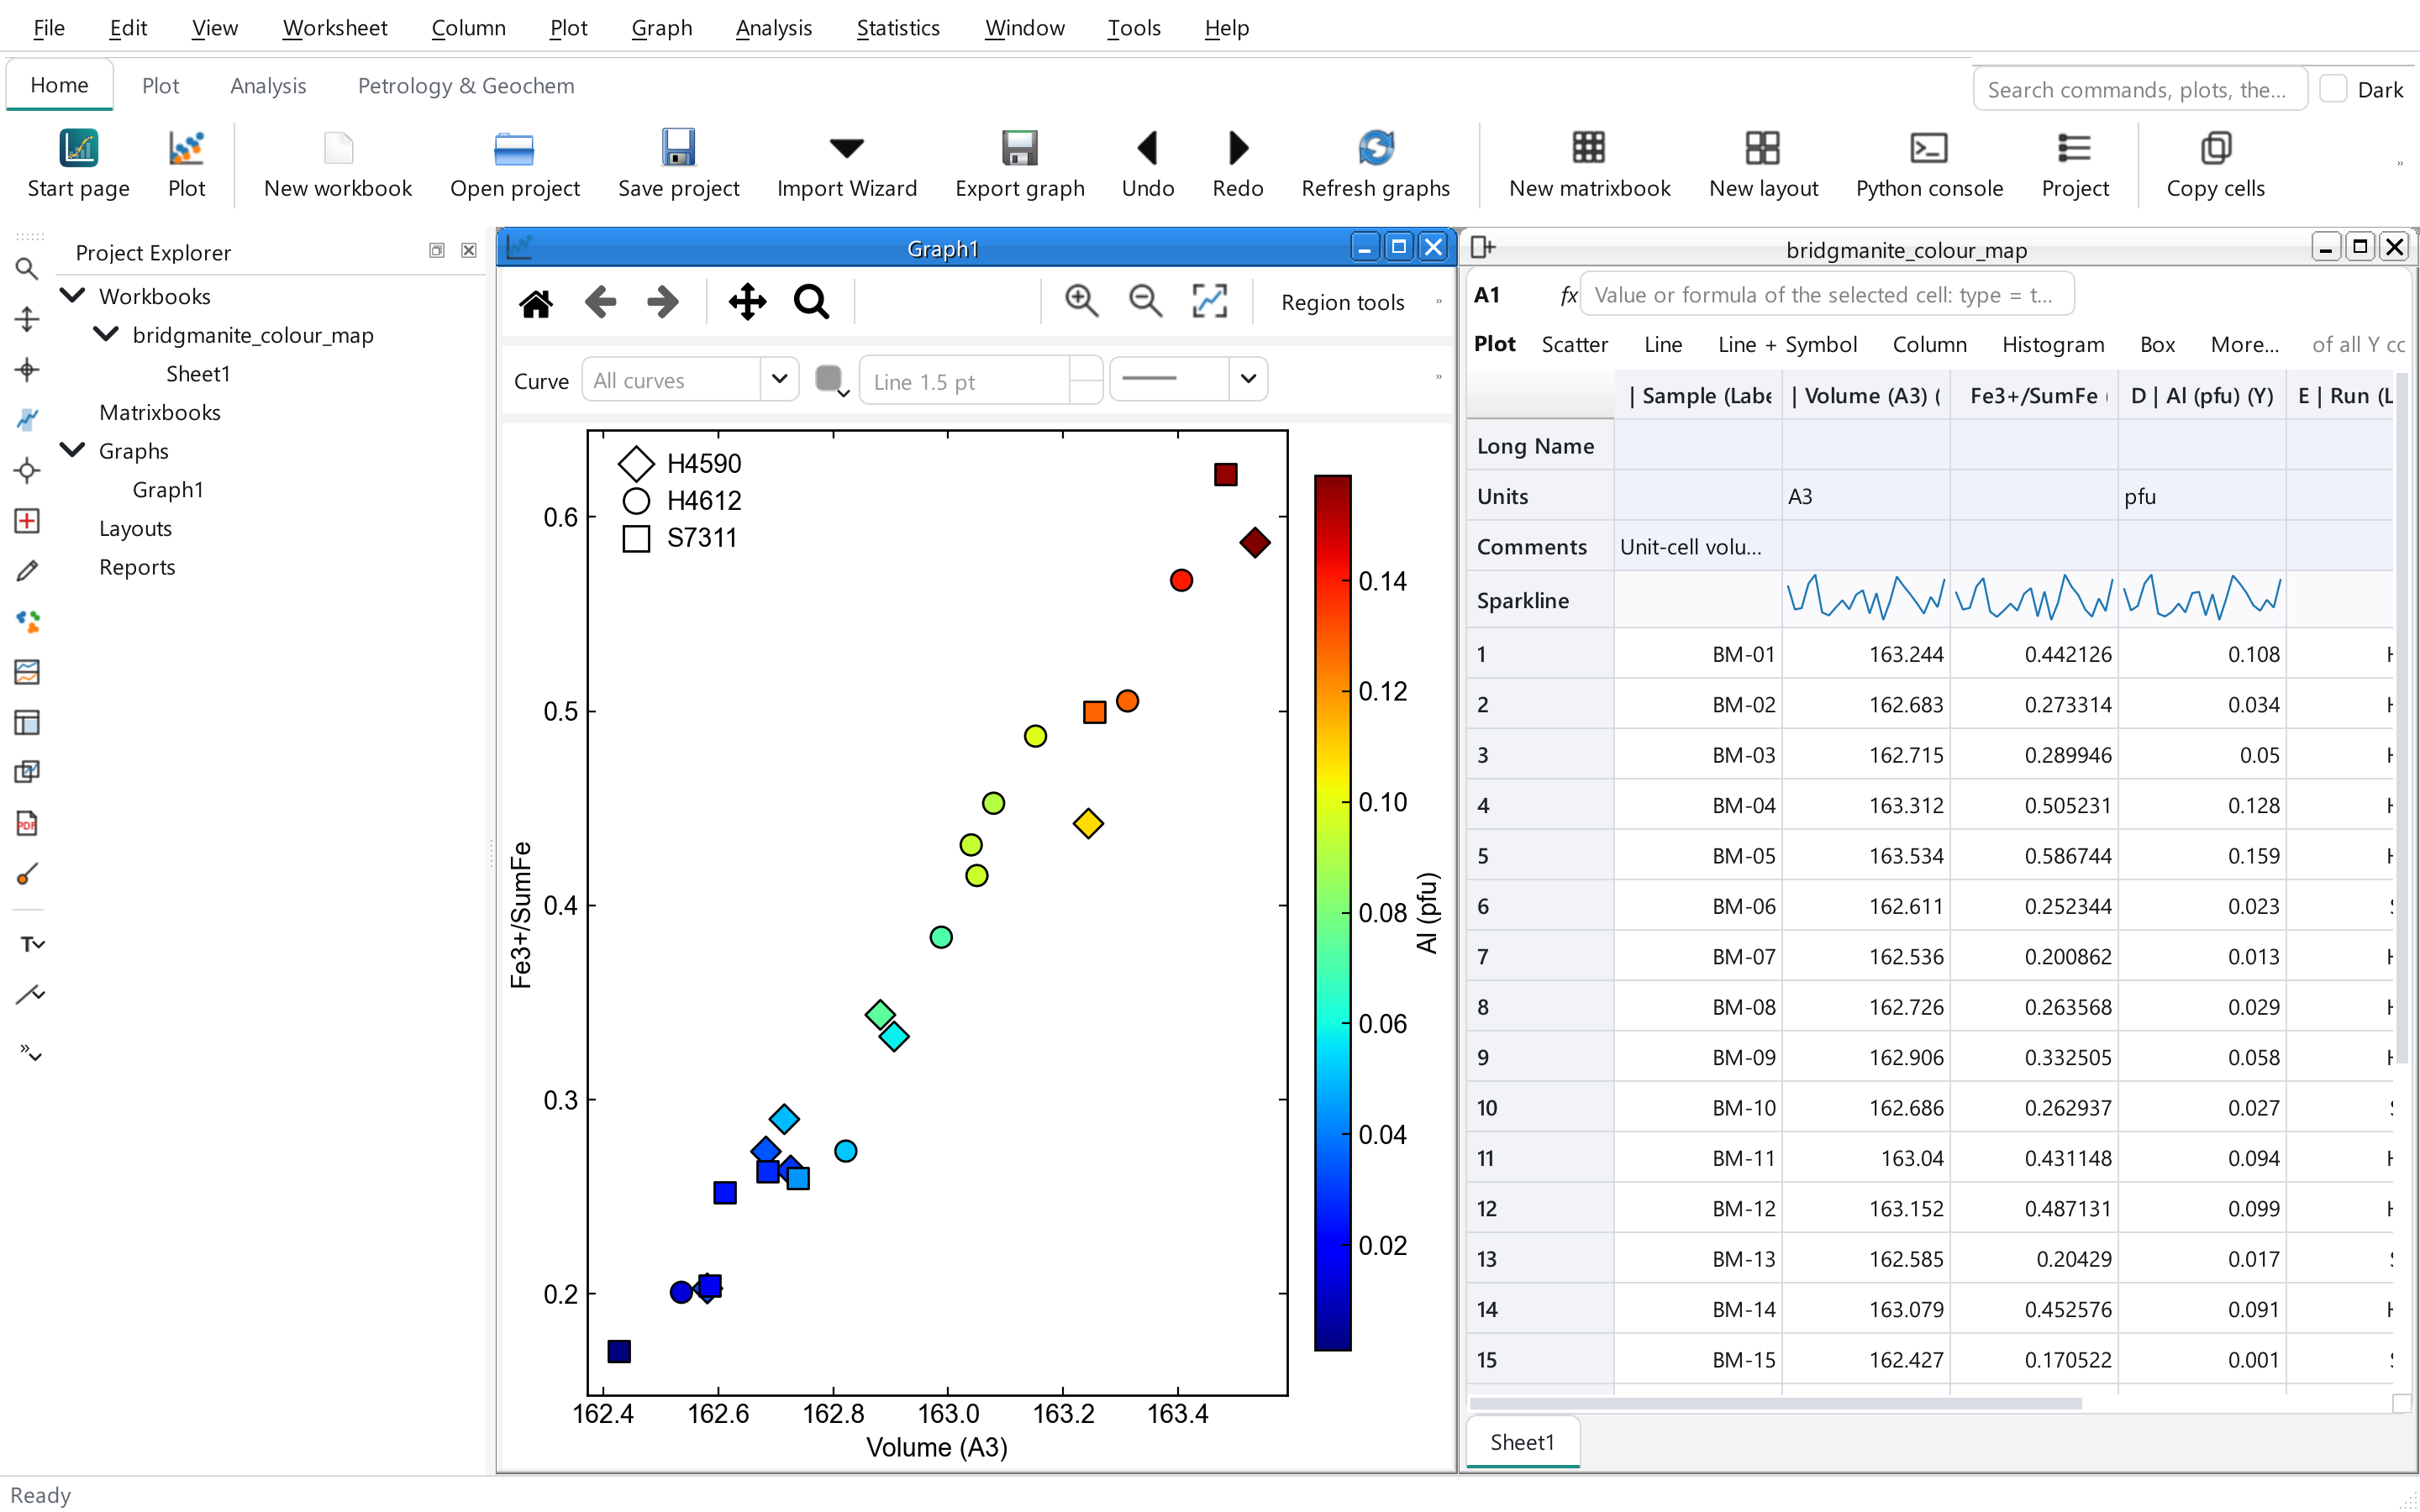 File Edit View Worksheet Column Plot Graph Analysis Statistics Window Tools Help
Home Plot Analysis Petrology & Geochem
Search commands, plots, the... Dark
Start page Plot New workbook Open project Save project Import Wizard Export graph Undo Redo Refresh graphs New matrixbook New layout Python console Project Copy cells »
Project Explorer
Workbooks
bridgmanite_colour_map
Sheet1
Matrixbooks
Graphs
Graph1
Layouts
Reports
PDF
T
»
Graph1
Region tools »
Curve All curves Line 1.5 pt »
H4590
H4612
S7311
0.6
0.5
0.4
0.3
0.2
Fe3+/SumFe
162.4 162.6 162.8 163.0 163.2 163.4
Volume (A3)
0.14
0.12
0.10
0.08
0.06
0.04
0.02
Al (pfu)
bridgmanite_colour_map
A1 fx Value or formula of the selected cell: type = t...
Plot Scatter Line Line + Symbol Column Histogram Box More... of all Y cc
| Sample (Labe | Volume (A3) ( Fe3+/SumFe ( D | Al (pfu) (Y) E | Run (L
Long Name
Units A3 pfu
Comments Unit-cell volu...
Sparkline
1 BM-01 163.244 0.442126 0.108
2 BM-02 162.683 0.273314 0.034
3 BM-03 162.715 0.289946 0.05
4 BM-04 163.312 0.505231 0.128
5 BM-05 163.534 0.586744 0.159
6 BM-06 162.611 0.252344 0.023
7 BM-07 162.536 0.200862 0.013
8 BM-08 162.726 0.263568 0.029
9 BM-09 162.906 0.332505 0.058
10 BM-10 162.686 0.262937 0.027
11 BM-11 163.04 0.431148 0.094
12 BM-12 163.152 0.487131 0.099
13 BM-13 162.585 0.20429 0.017
14 BM-14 163.079 0.452576 0.091
15 BM-15 162.427 0.170522 0.001
Sheet1
Ready